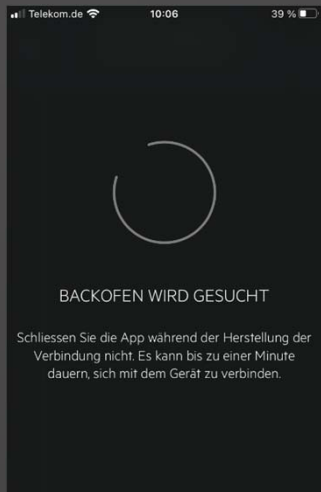 Telekom.de 10:06 39 %
BACKOFEN WIRD GESUCHT
Schliessen Sie die App während der Herstellung der
Verbindung nicht. Es kann bis zu einer Minute
dauern, sich mit dem Gerät zu verbinden.